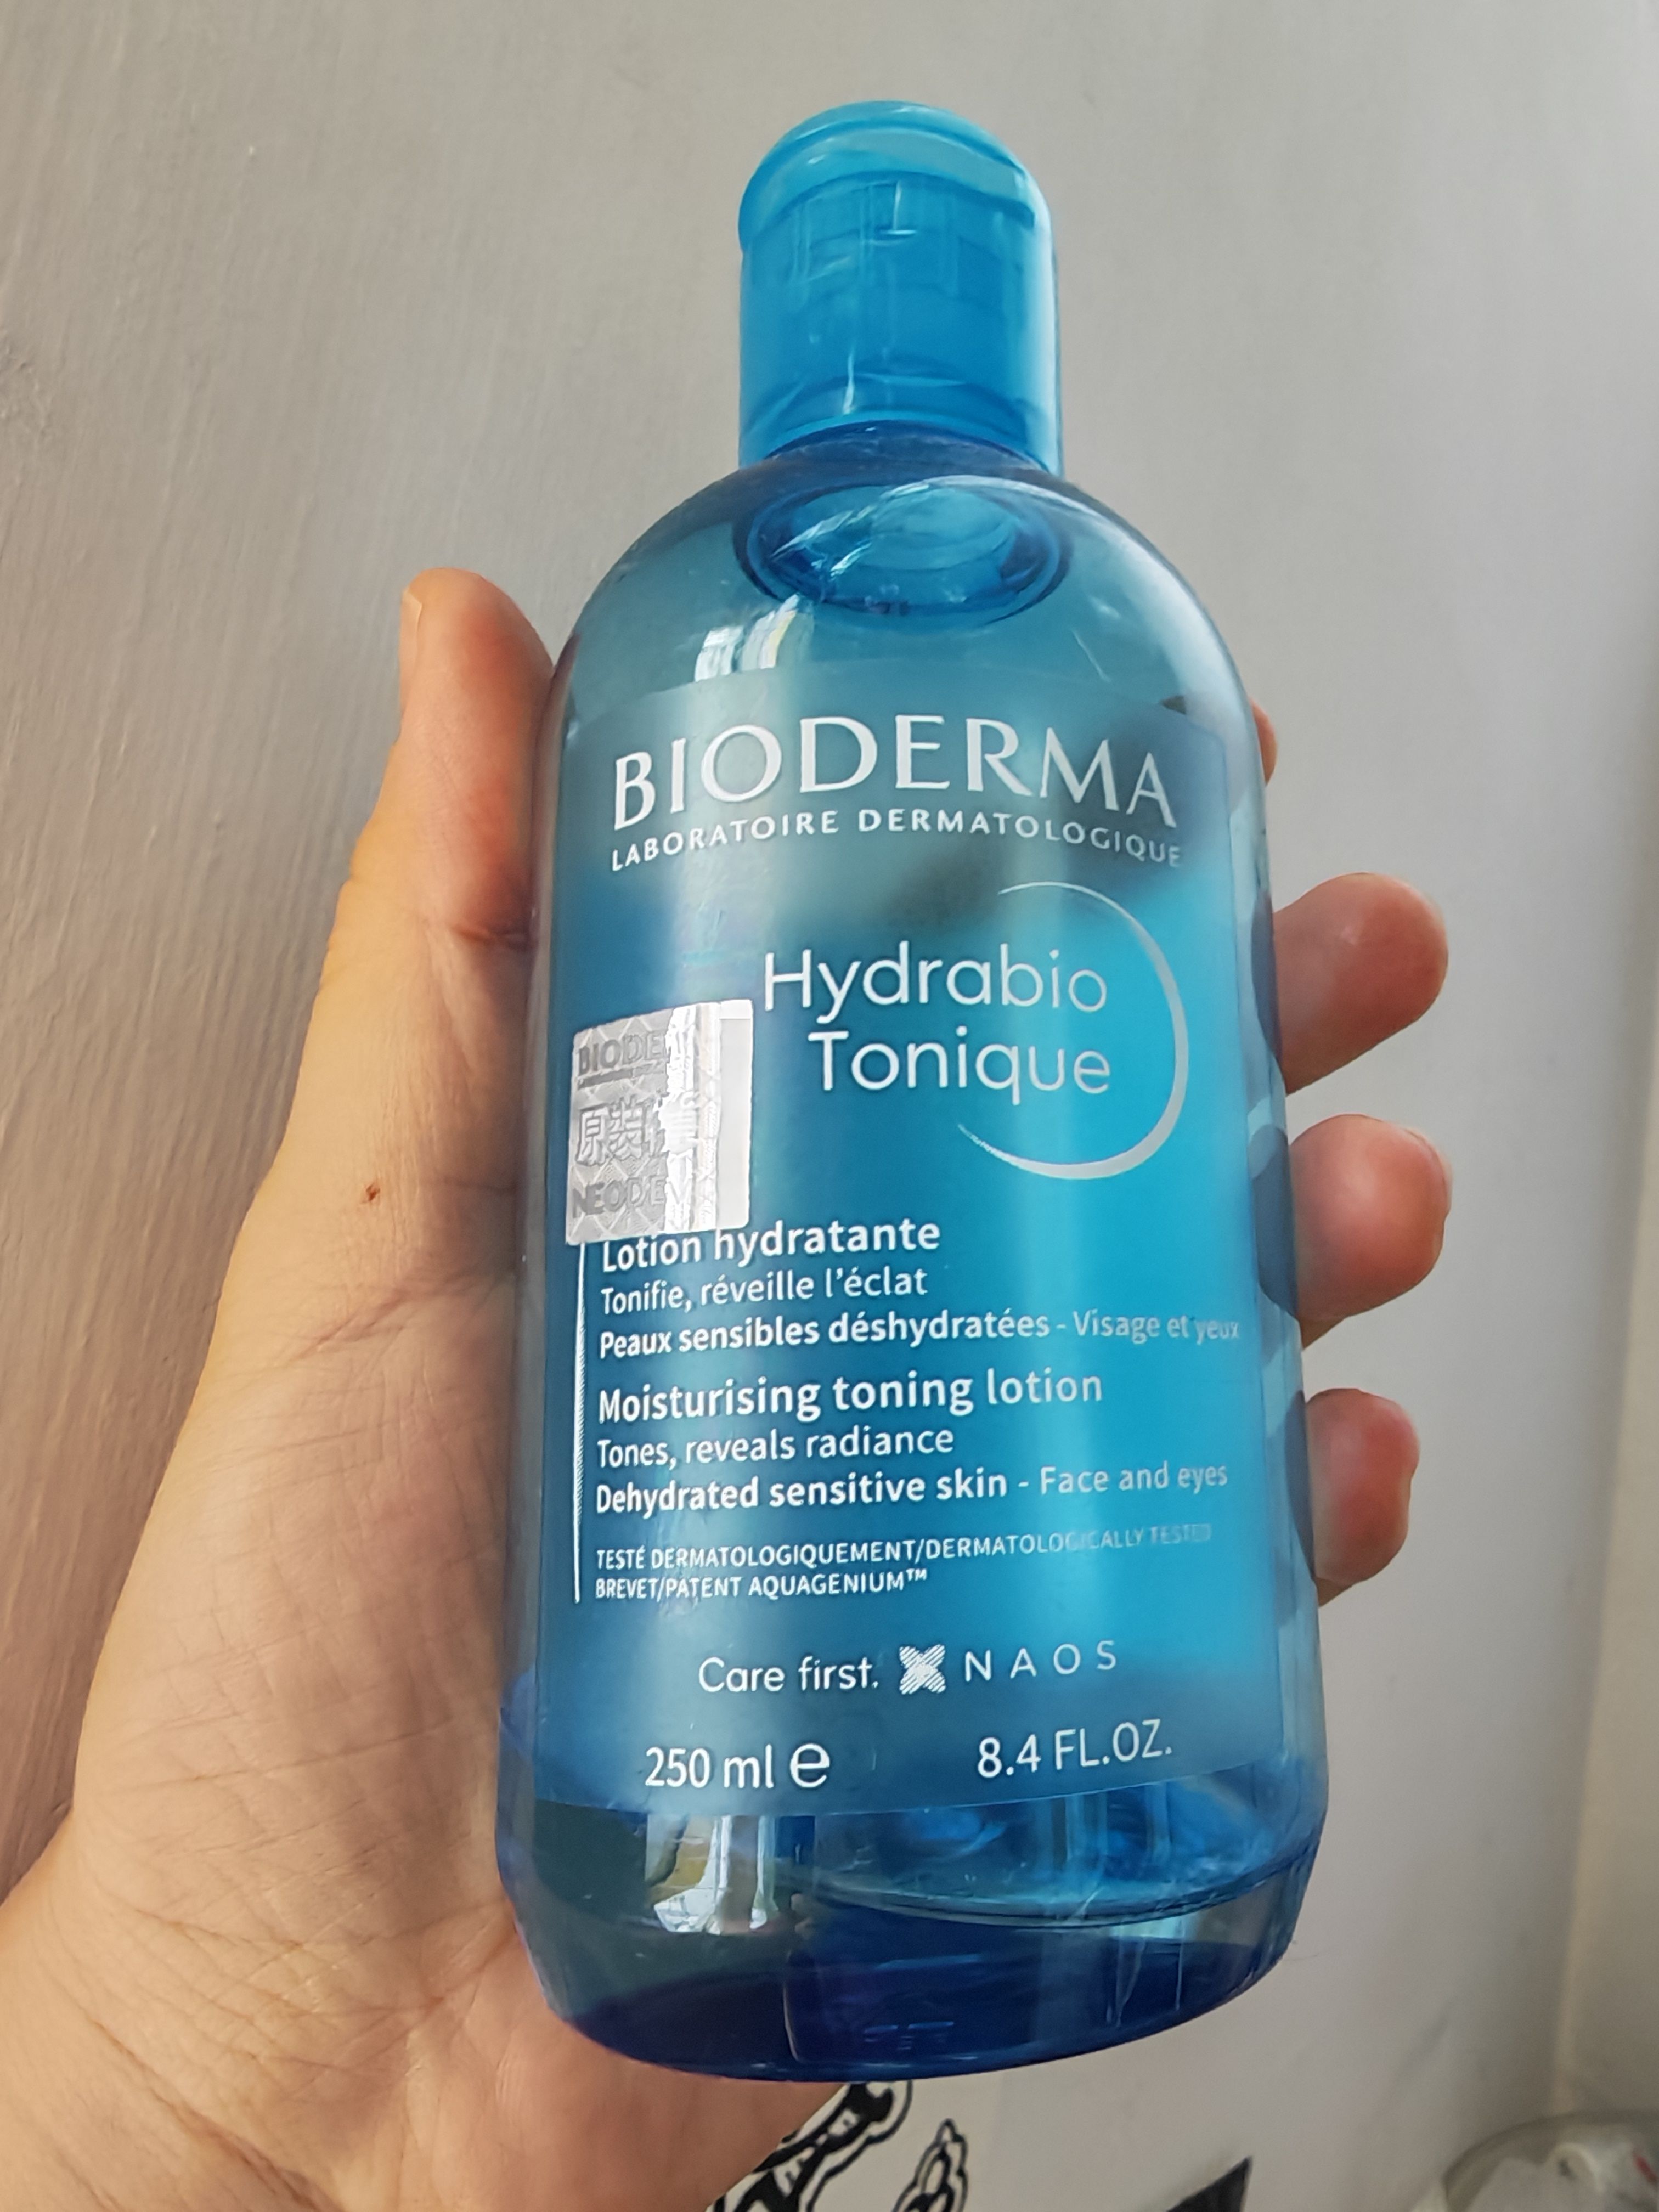 BIODERMA
LABORATOIRE DERMATOLOGIQUE
Hydrabio
Tonique
原裝
Lotion hydratante
Tonifie, réveille l'éclat
Peaux sensibles déshydratées - Visage et yeux
Moisturising toning lotion
Tones, reveals radiance
Dehydrated sensitive skin - Face and eyes
TESTÉ DERMATOLOGIQUEMENT/DERMATOLOGICALLY TESTED
BREVET/PATENT AQUAGENIUM™
Care first. NAOS
250 ml e 8.4 FL.OZ.